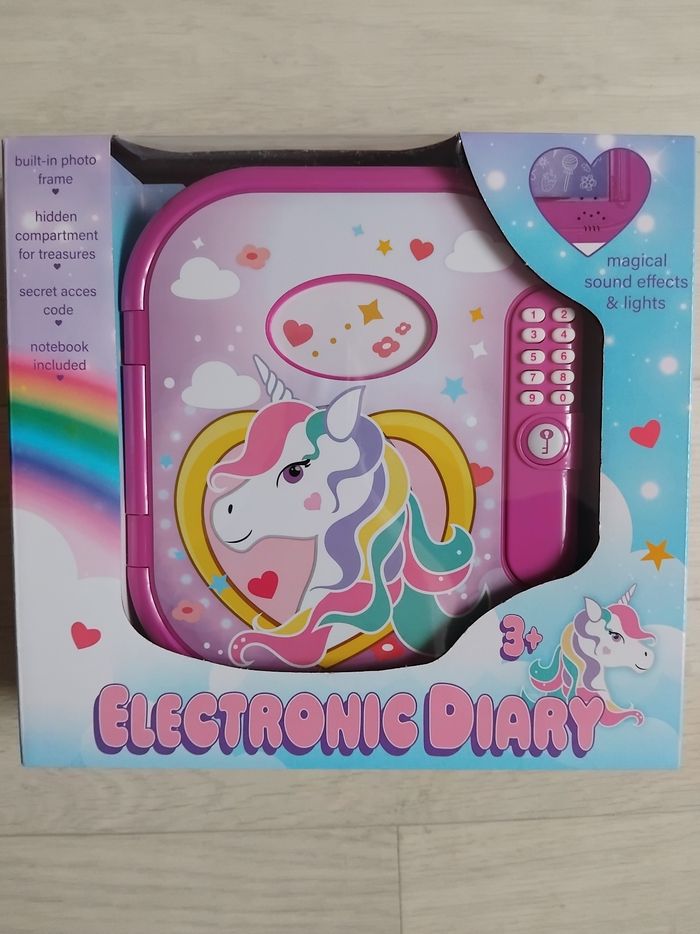 built-in photo
frame
hidden
compartment
for treasures
secret acces
code
notebook
included
magical
sound effects
& lights
1 2
3 4
5 6
7 8
9 0
3+
ELECTRONIC DIARY